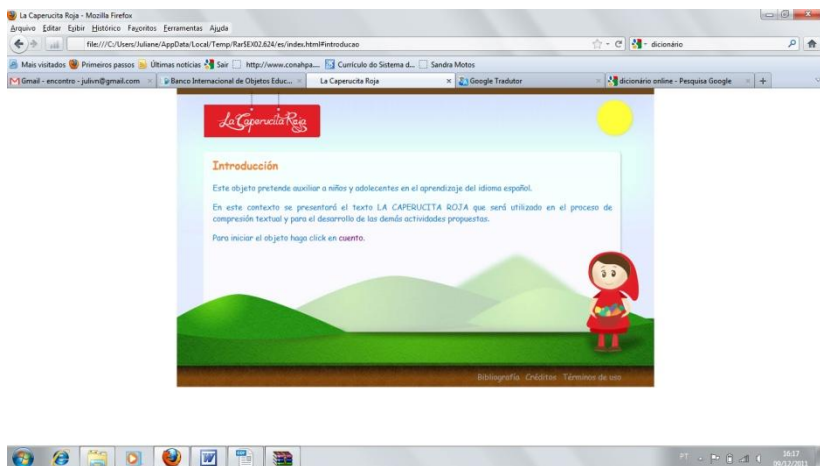 La Caperucita Roja - Mozilla Firefox
Arquivo Editar Exibir Histórico Favoritos Ferramentas Ajuda
file:///C:/Users/Juliane/AppData/Local/Temp/Rar$EX02.624/es/index.html#introducao
dicionário
Mais visitados Primeiros passos Últimas notícias Sair http://www.conahpa.... Currículo do Sistema d... Sandra Motos
Gmail - encontro - julivn@gmail.com Banco Internacional de Objetos Educ... La Caperucita Roja Google Tradutor dicionário online - Pesquisa Google
La Caperucita Roja
Introducción
Este objeto pretende auxiliar a niños y adolecentes en el aprendizaje del idioma español.
En este contexto se presentará el texto LA CAPERUCITA ROJA que será utilizado en el proceso de
compresión textual y para el desarrollo de las demás actividades propuestas.
Para iniciar el objeto haga click en cuento.
Bibliografía Créditos Términos de uso
PT 16:17
09/12/2011